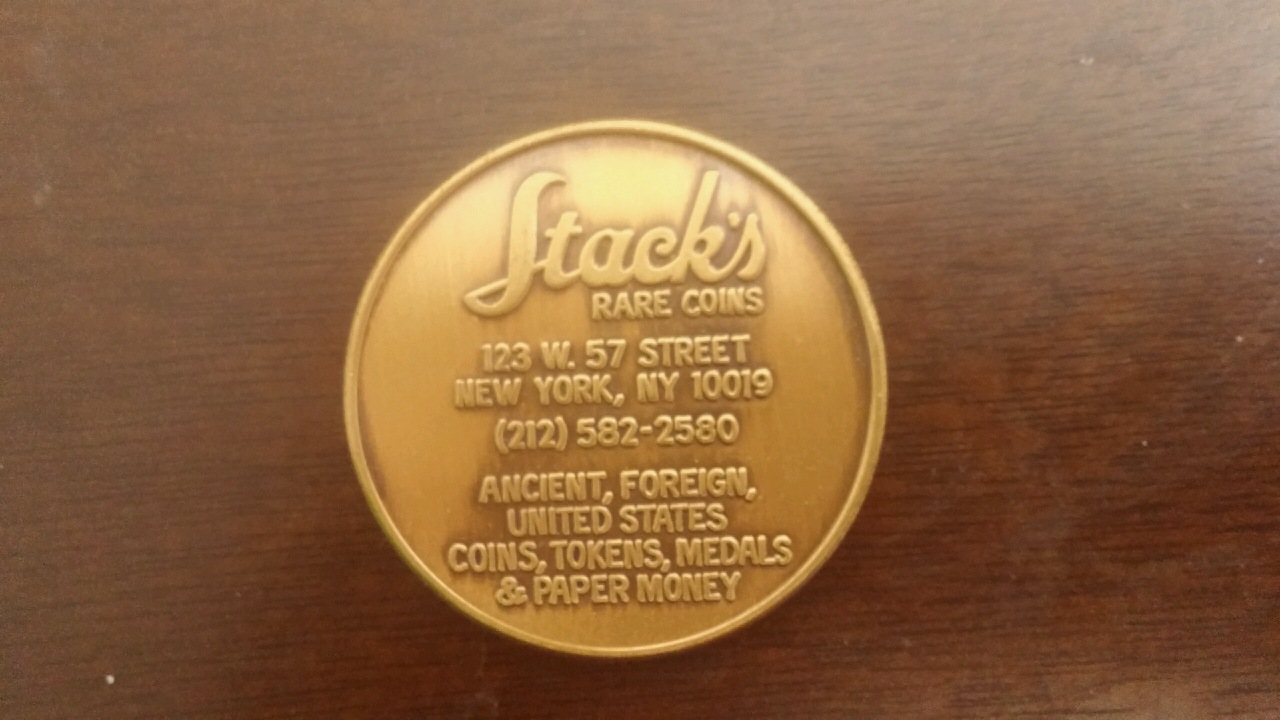 Stack's
RARE COINS
123 W. 57 STREET
NEW YORK, NY 10019
(212) 582-2580
ANCIENT, FOREIGN,
UNITED STATES
COINS, TOKENS, MEDALS
& PAPER MONEY